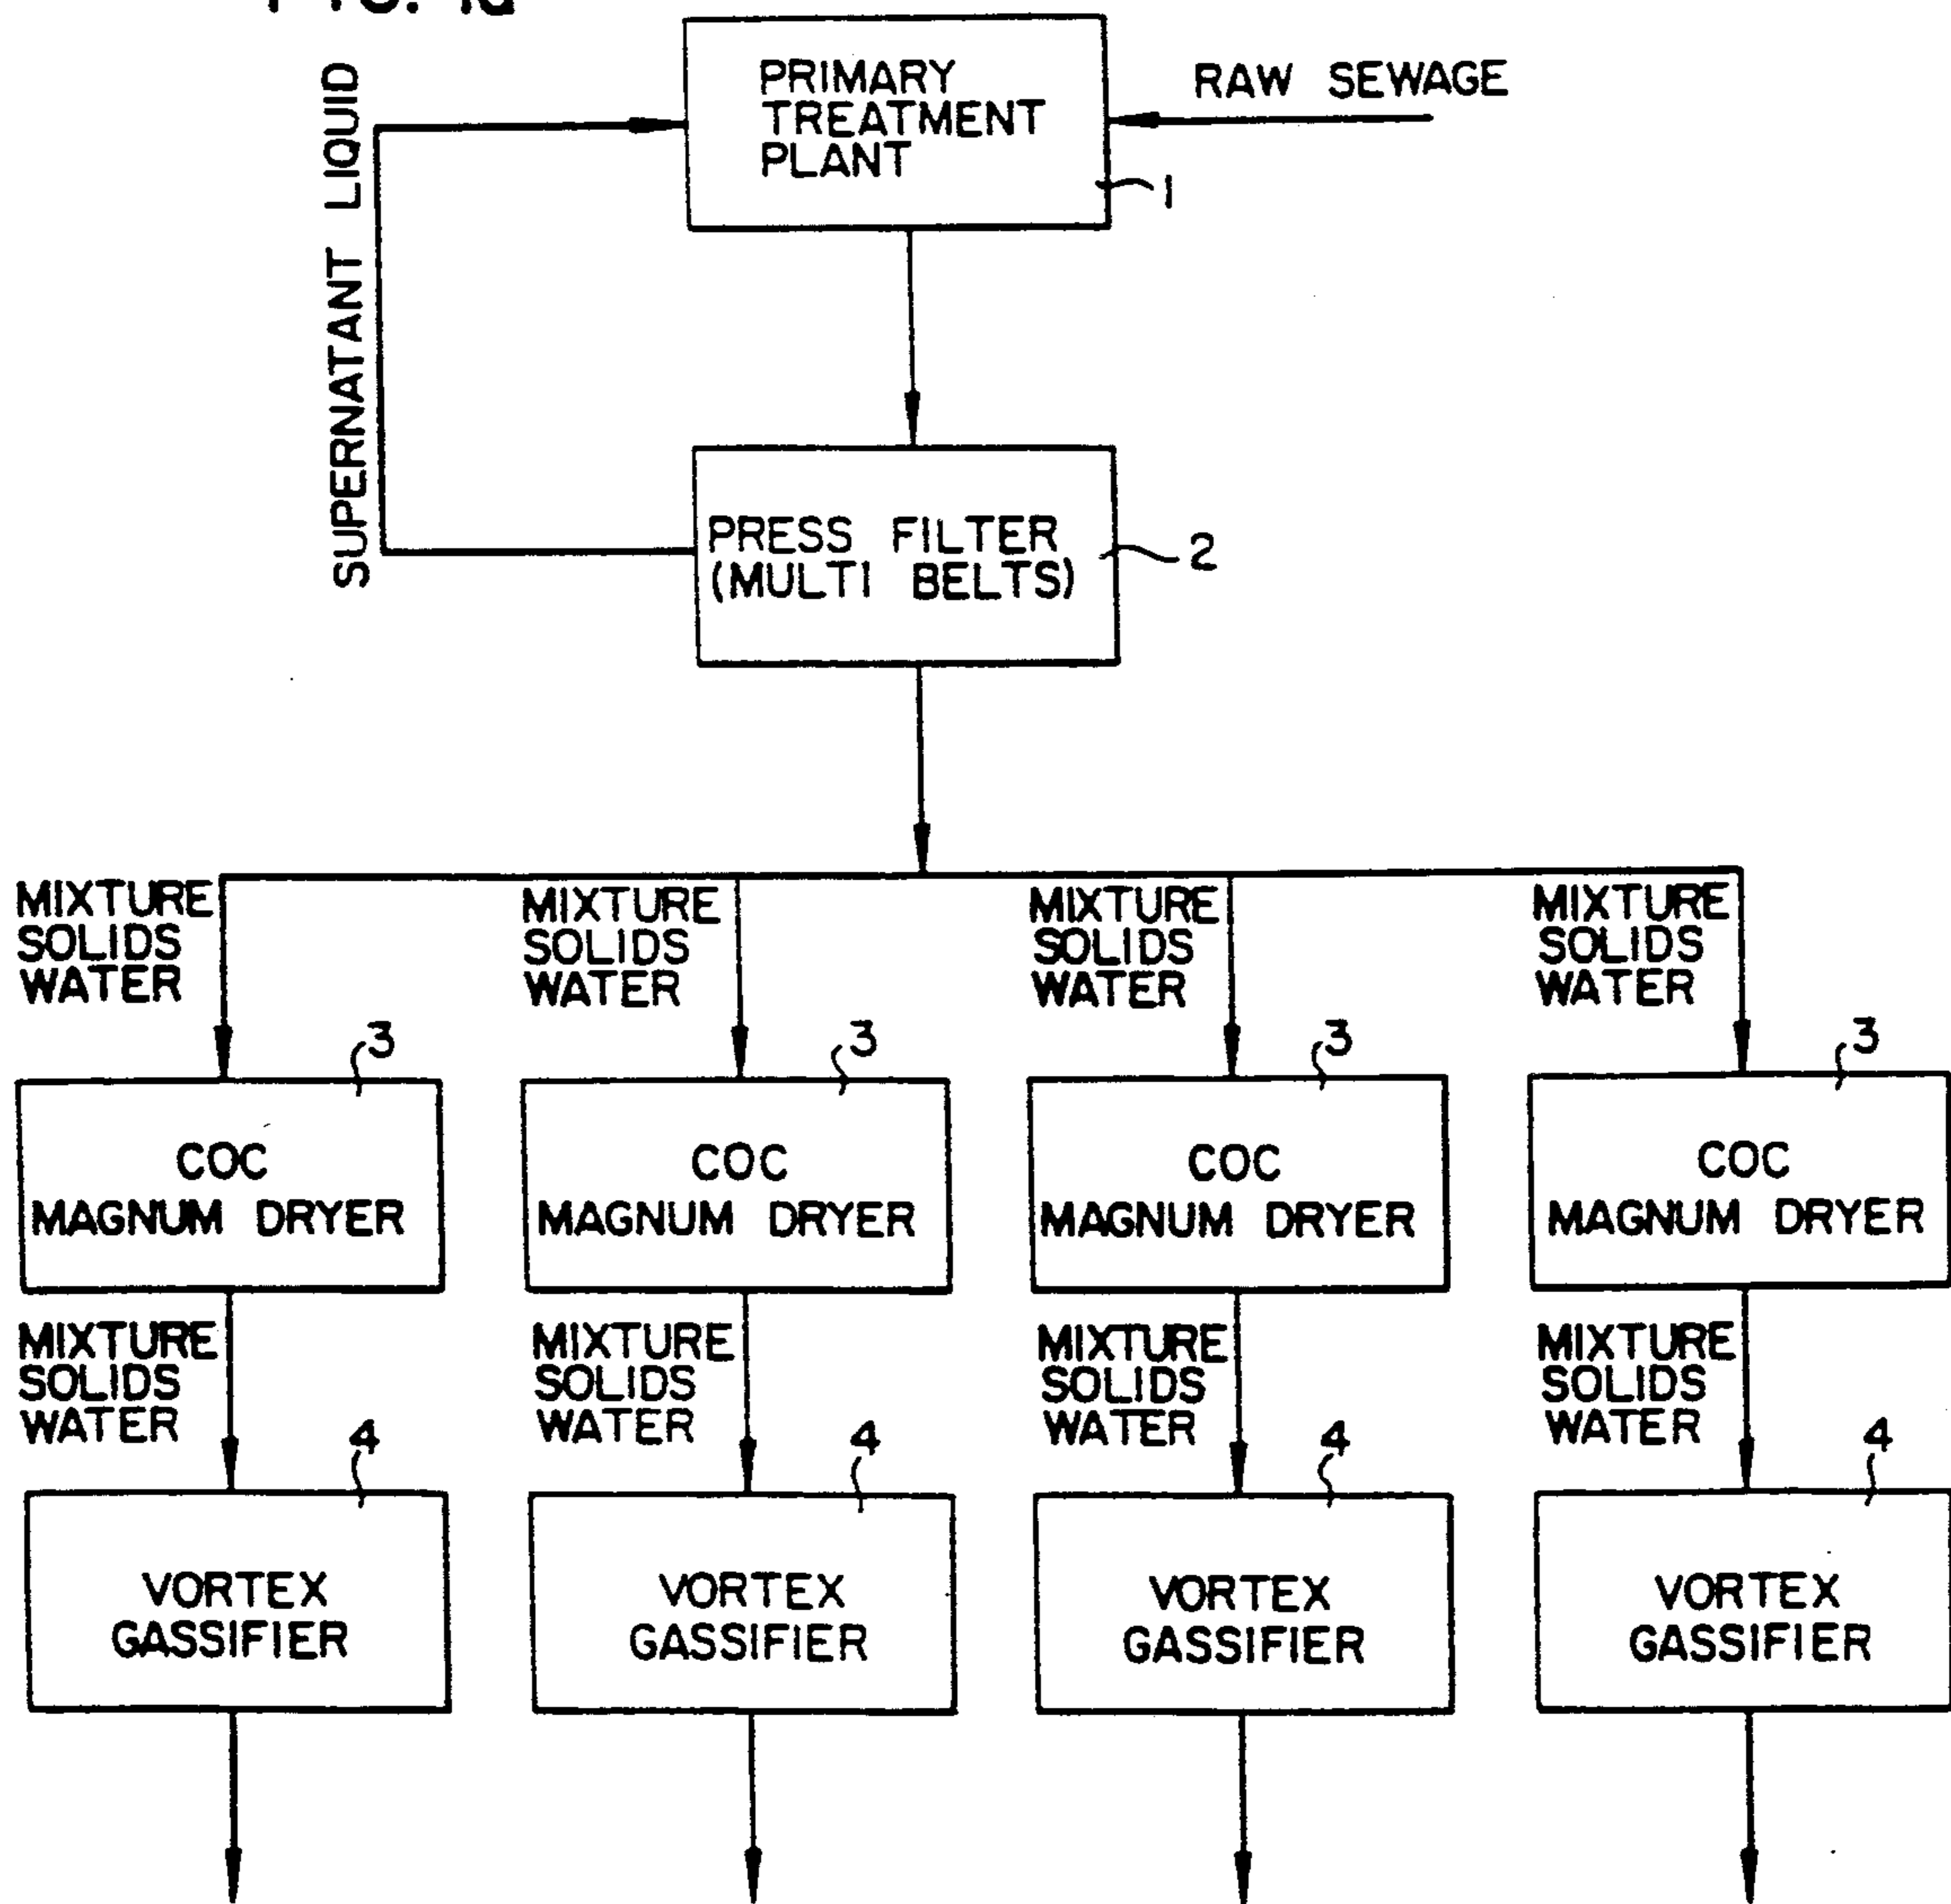 PRIMARY
TREATMENT
PLANT
RAW SEWAGE
1
SUPERNATANT LIQUID
PRESS FILTER
(MULTI BELTS)
2
MIXTURE
SOLIDS
WATER
MIXTURE
SOLIDS
WATER
MIXTURE
SOLIDS
WATER
MIXTURE
SOLIDS
WATER
3
3
3
3
COC
MAGNUM DRYER
COC
MAGNUM DRYER
COC
MAGNUM DRYER
COC
MAGNUM DRYER
MIXTURE
SOLIDS
WATER
MIXTURE
SOLIDS
WATER
MIXTURE
SOLIDS
WATER
MIXTURE
SOLIDS
WATER
4
4
4
4
VORTEX
GASSIFIER
VORTEX
GASSIFIER
VORTEX
GASSIFIER
VORTEX
GASSIFIER